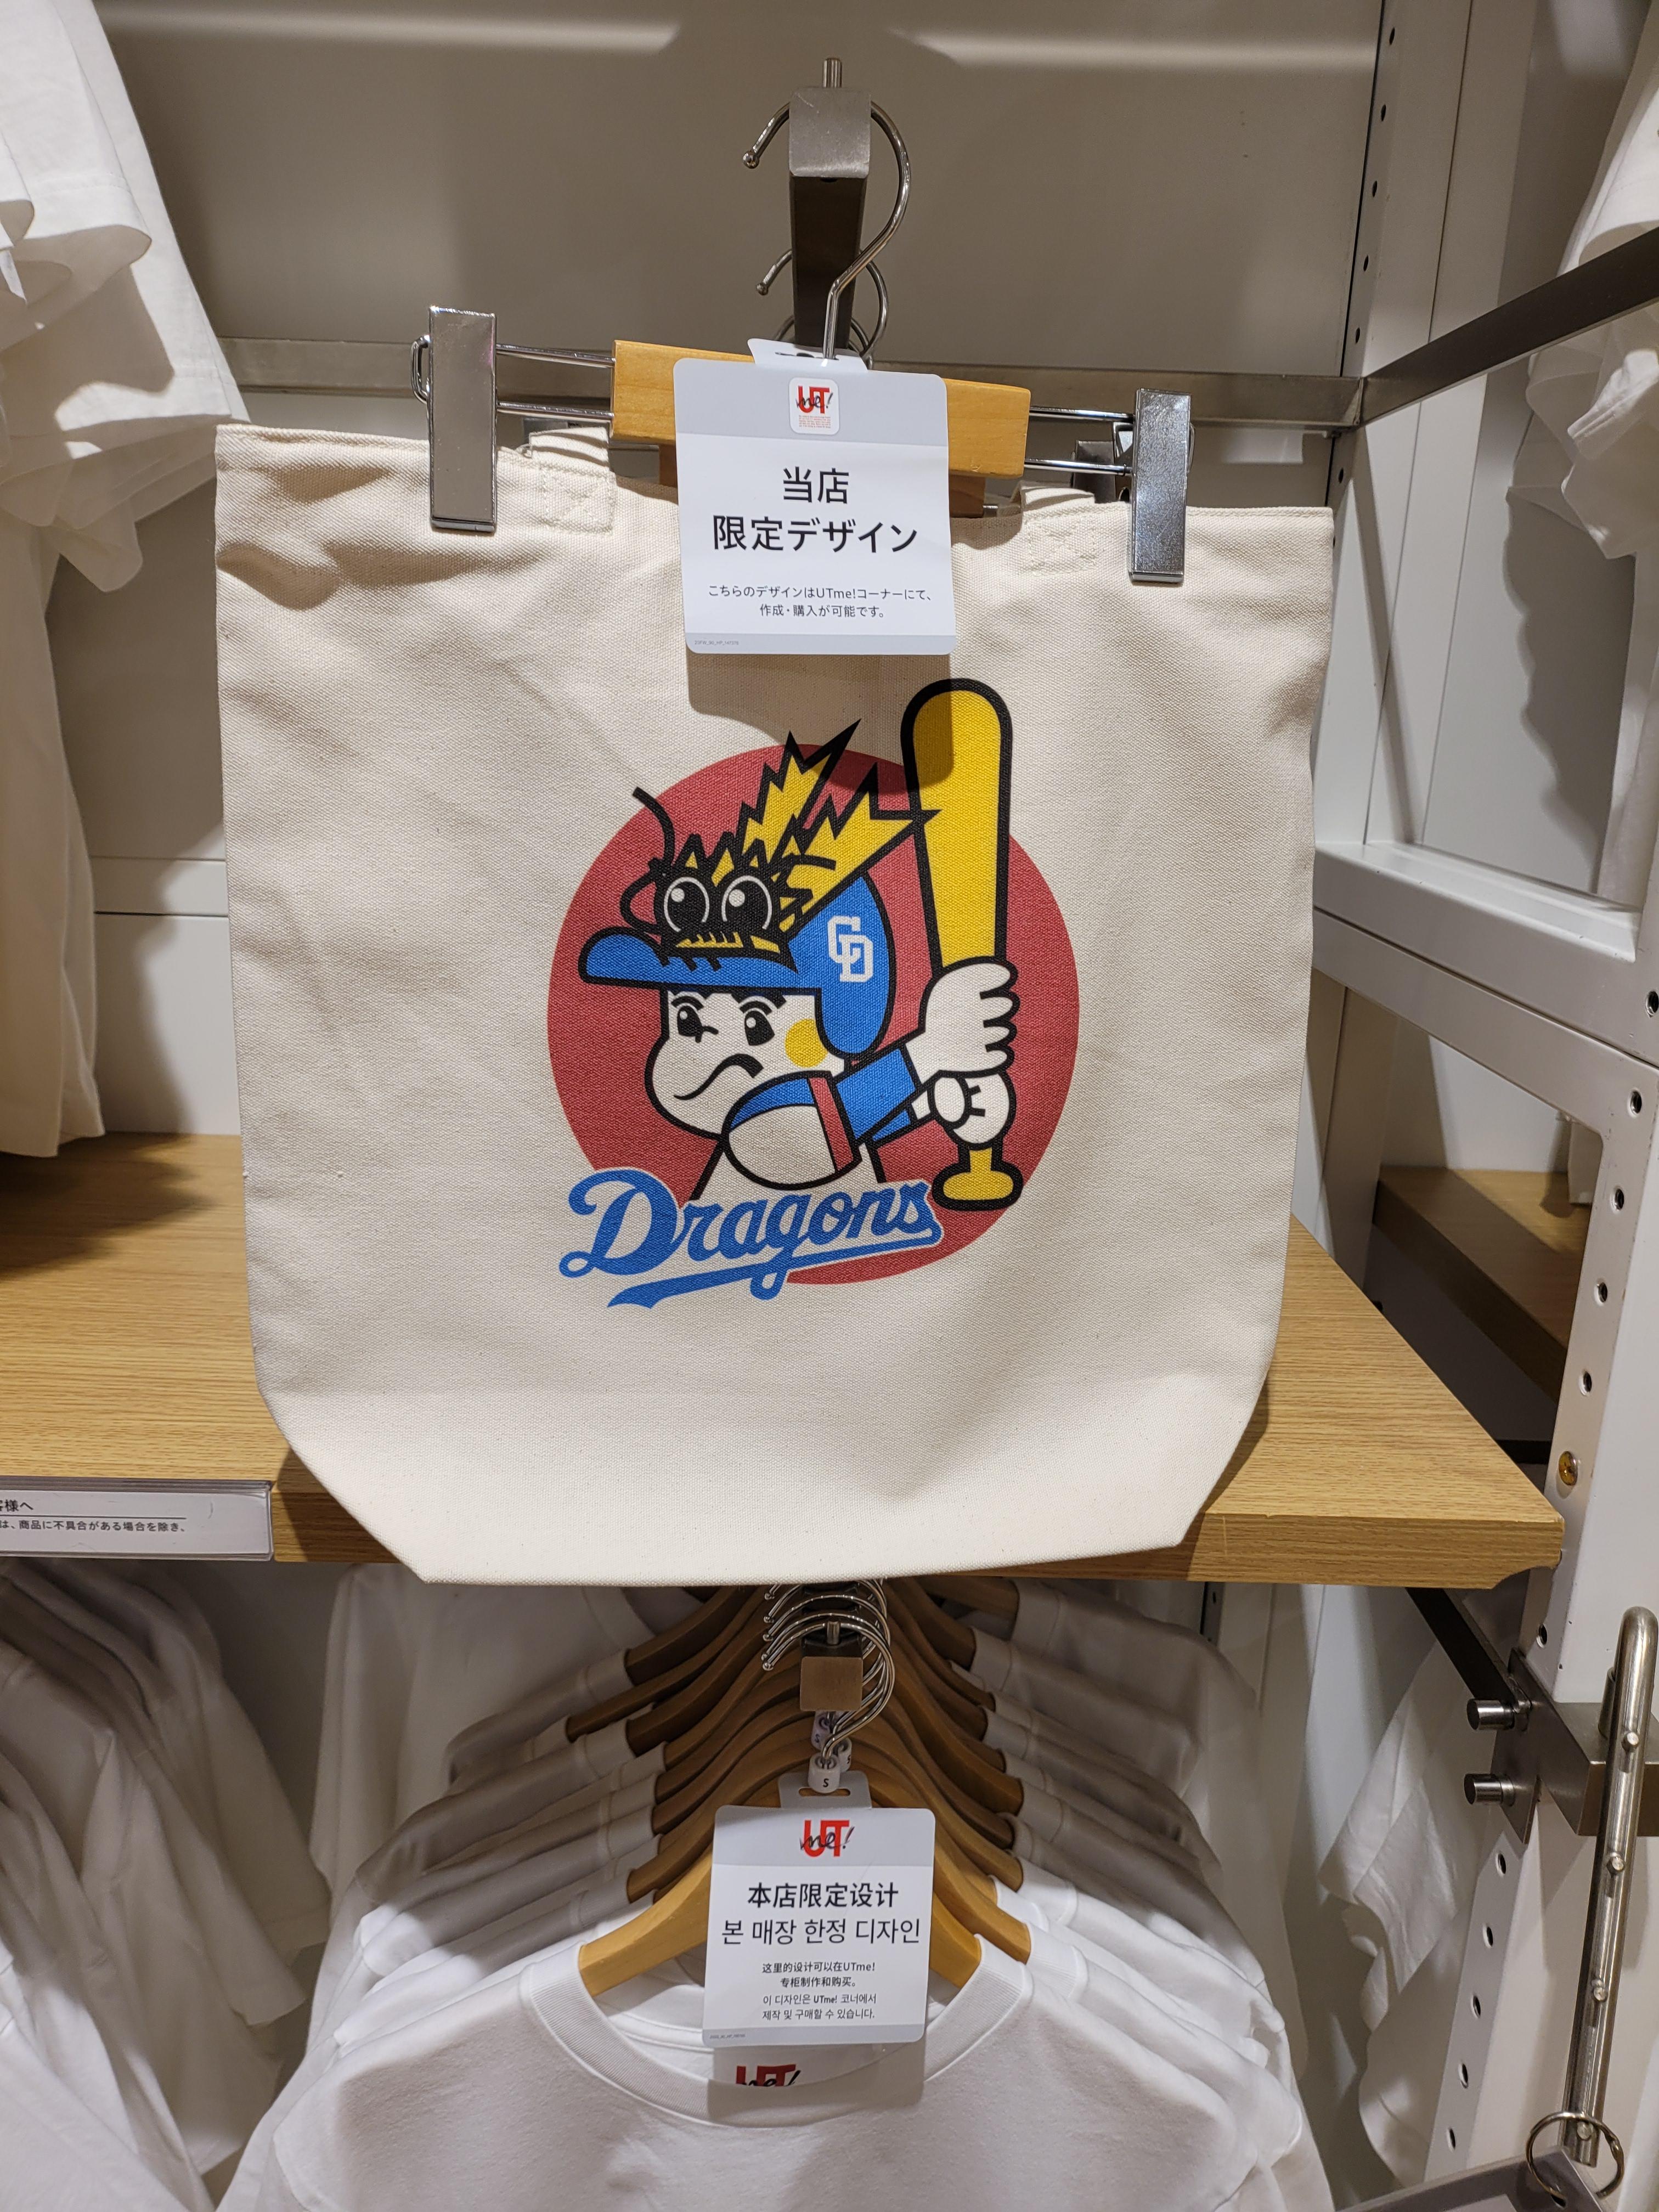 UT me!
当店
限定デザイン
こちらのデザインはUTme!コーナーにて、
作成・購入が可能です。
CD
Dragons
客様へ
は、商品に不具合がある場合を除き。
S
UT me!
本店限定设计
본 매장 한정 디자인
这里的设计可以在UTme!
专柜制作和购买。
이 디자인은 UTme! 코너에서
제작 및 구매할 수 있습니다.
UT me!